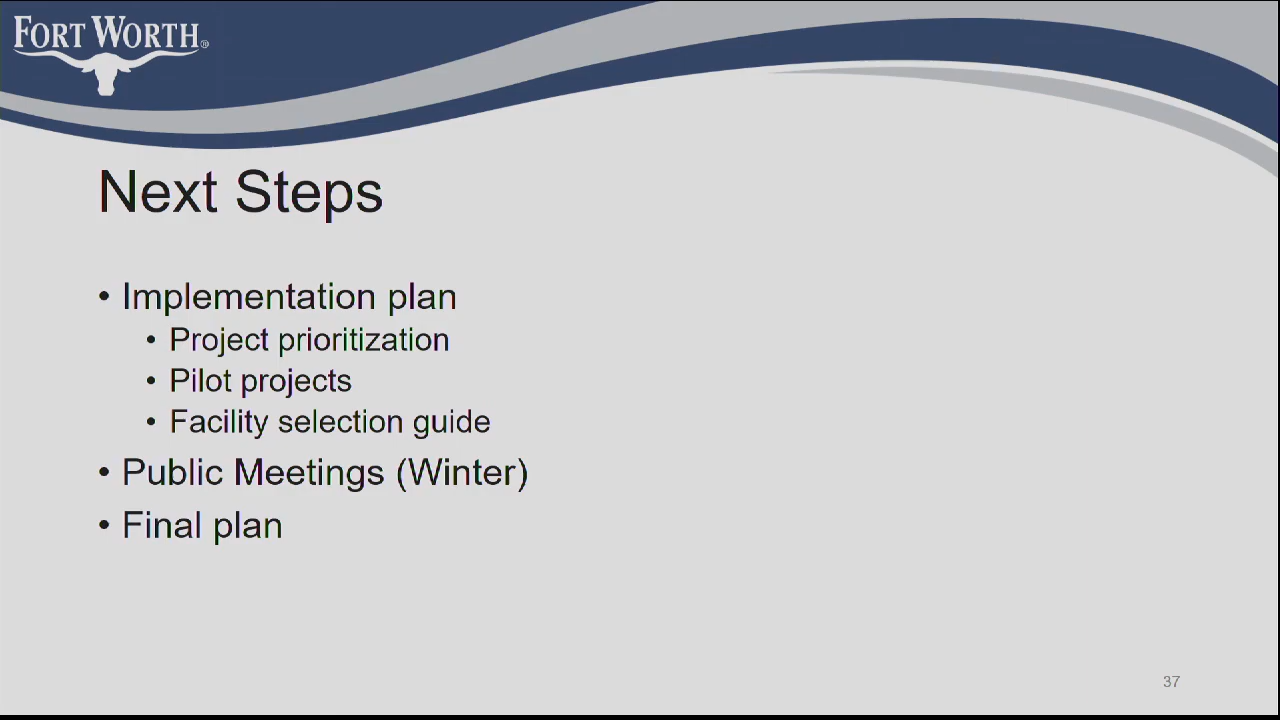 FORT WORTH®
Next Steps
• Implementation plan
• Project prioritization
• Pilot projects
• Facility selection guide
• Public Meetings (Winter)
• Final plan
37